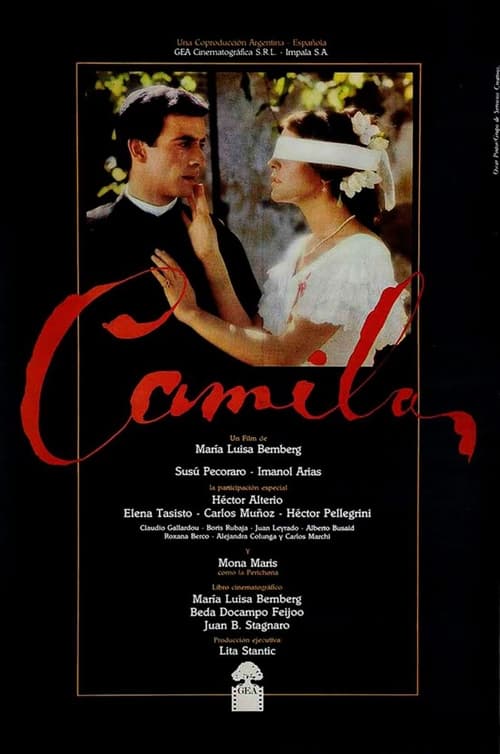 Una Coproducción Argentina - Española
GEA Cinematográfica S.R.L. - Impala S.A.
Camila
Un Film de
María Luisa Bemberg
Susú Pecoraro - Imanol Arias
la participación especial
Héctor Alterio
Elena Tasisto - Carlos Muñoz - Héctor Pellegrini
Claudio Gallardou - Boris Rubaja - Juan Leyrado - Alberto Busaid
Roxana Berco - Alejandra Colunga y Carlos Marchi
y
Mona Maris
como la Perichona
Libro cinematográfico
María Luisa Bemberg
Beda Docampo Feijoo
Juan B. Stagnaro
Producción ejecutiva:
Lita Stantic
GEA